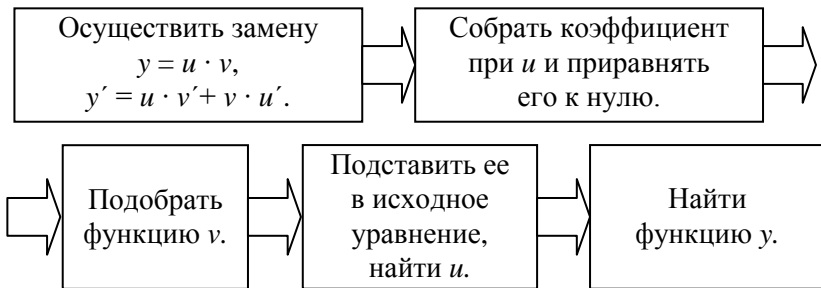 Осуществить замену
y = u · v,
y´ = u · v´+ v · u´.
Собрать коэффициент
при u и приравнять
его к нулю.
Подобрать
функцию v.
Подставить ее
в исходное
уравнение,
найти u.
Найти
функцию y.